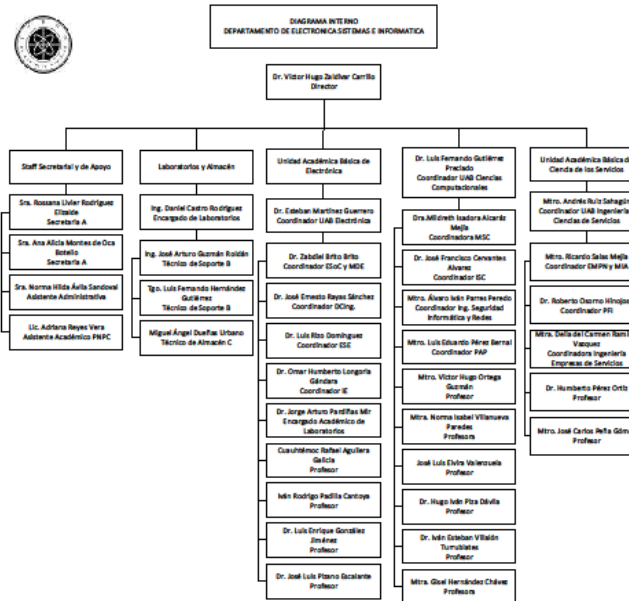 DIAGRAMA INTERNO
DEPARTAMENTO DE ELECTRONICA SISTEMAS E INFORMATICA
Dr. Víctor Hugo Zaldívar Carrillo
Director
Staff Secretarial y de Apoyo
Sra. Rossana Livier Rodríguez
Elizalde
Secretaria A
Sra. Ana Alicia Montes de Oca
Botello
Secretaria A
Sra. Norma Hilda Ávila Sandoval
Asistente Administrativa
Lic. Adriana Reyes Vera
Asistente Académico PNPC
Laboratorios y Almacén
Ing. Daniel Castro Rodríguez
Encargado de Laboratorios
Ing. José Arturo Guzmán Roldán
Técnico de Soporte B
Tgo. Luis Fernando Hernández
Gutiérrez
Técnico de Soporte B
Miguel Ángel Dueñas Urbano
Técnico de Almacén C
Unidad Académica Básica de
Electrónica
Dr. Esteban Martínez Guerrero
Coordinador UAB Electrónica
Dr. Zabdiel Brito Brito
Coordinador ESoC y MDE
Dr. José Ernesto Rayas Sánchez
Coordinador DCIng.
Dr. Luis Rizo Domínguez
Coordinador ESE
Dr. Omar Humberto Longoria
Gándara
Coordinador IE
Dr. Jorge Arturo Pardiñas Mir
Encargado Académico de
Laboratorios
Cuauhtémoc Rafael Aguilera
Galicia
Profesor
Iván Rodrigo Padilla Cantoya
Profesor
Dr. Luis Enrique González
Jiménez
Profesor
Dr. José Luis Pizano Escalante
Profesor
Dr. Luis Fernando Gutiérrez
Preciado
Coordinador UAB Ciencias
Computacionales
Dra. Mildreth Isadora Alcaráz
Mejía
Coordinadora MSC
Dr. José Francisco Cervantes
Alvarez
Coordinador ISC
Mtro. Álvaro Iván Parres Peredo
Coordinador Ing. Seguridad
Informática y Redes
Mtro. Luis Eduardo Pérez Bernal
Coordinador PAP
Mtro. Víctor Hugo Ortega
Guzmán
Profesor
Mtra. Norma Isabel Villanueva
Paredes
Profesora
José Luis Elvira Valenzuela
Profesor
Dr. Hugo Iván Piza Dávila
Profesor
Dr. Iván Esteban Villalón
Turrubiates
Profesor
Mtra. Gisel Hernández Chávez
Profesora
Unidad Académica Básica de
Ciencia de los Servicios
Mtro. Andrés Ruiz Sahagún
Coordinador UAB Ingeniería
Ciencias de Servicios
Mtro. Ricardo Salas Mejía
Coordinador EMPN y MIA
Dr. Roberto Osorno Hinojosa
Coordinador PFI
Mtra. Delia del Carmen Ram
Vazquez
Coordinadora Ingeniería
Empresas de Servicios
Dr. Humberto Pérez Ortiz
Profesor
Mtro. José Carlos Peña Góm
Profesor